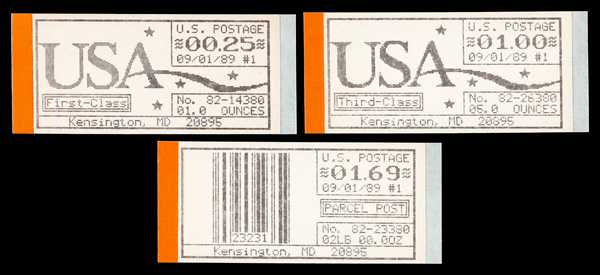 U.S. POSTAGE
00.25
09/01/89 #1
USA
First-Class
No. 82-14380
01.0 OUNCES
Kensington, MD 20895
U.S. POSTAGE
01.00
09/01/89 #1
USA
Third-Class
No. 82-26380
05.0 OUNCES
Kensington, MD 20895
U.S. POSTAGE
01.69
09/01/89 #1
PARCEL POST
23231
No. 82-23380
02LB 00.0OZ
Kensington, MD 20895